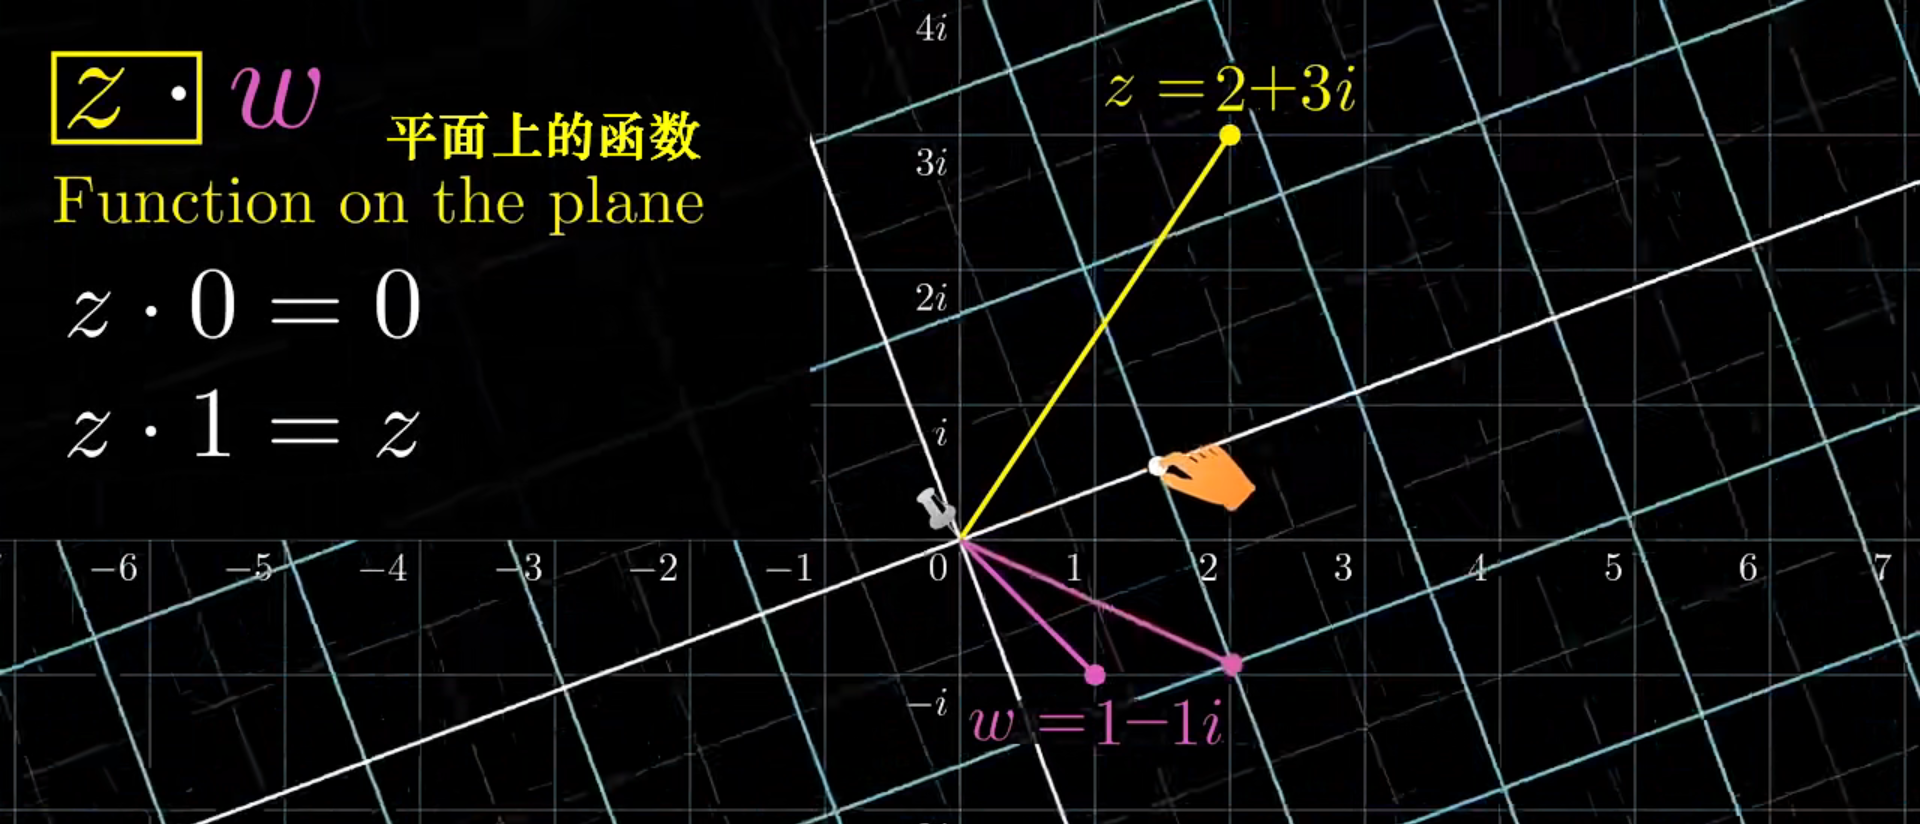 z · w
平面上的函数
Function on the plane
z · 0 = 0
z · 1 = z
z = 2+3i
4i
3i
2i
i
−6 −5 −4 −3 −2 −1 0 1 2 3 4 5 6 7
−i
w = 1−1i